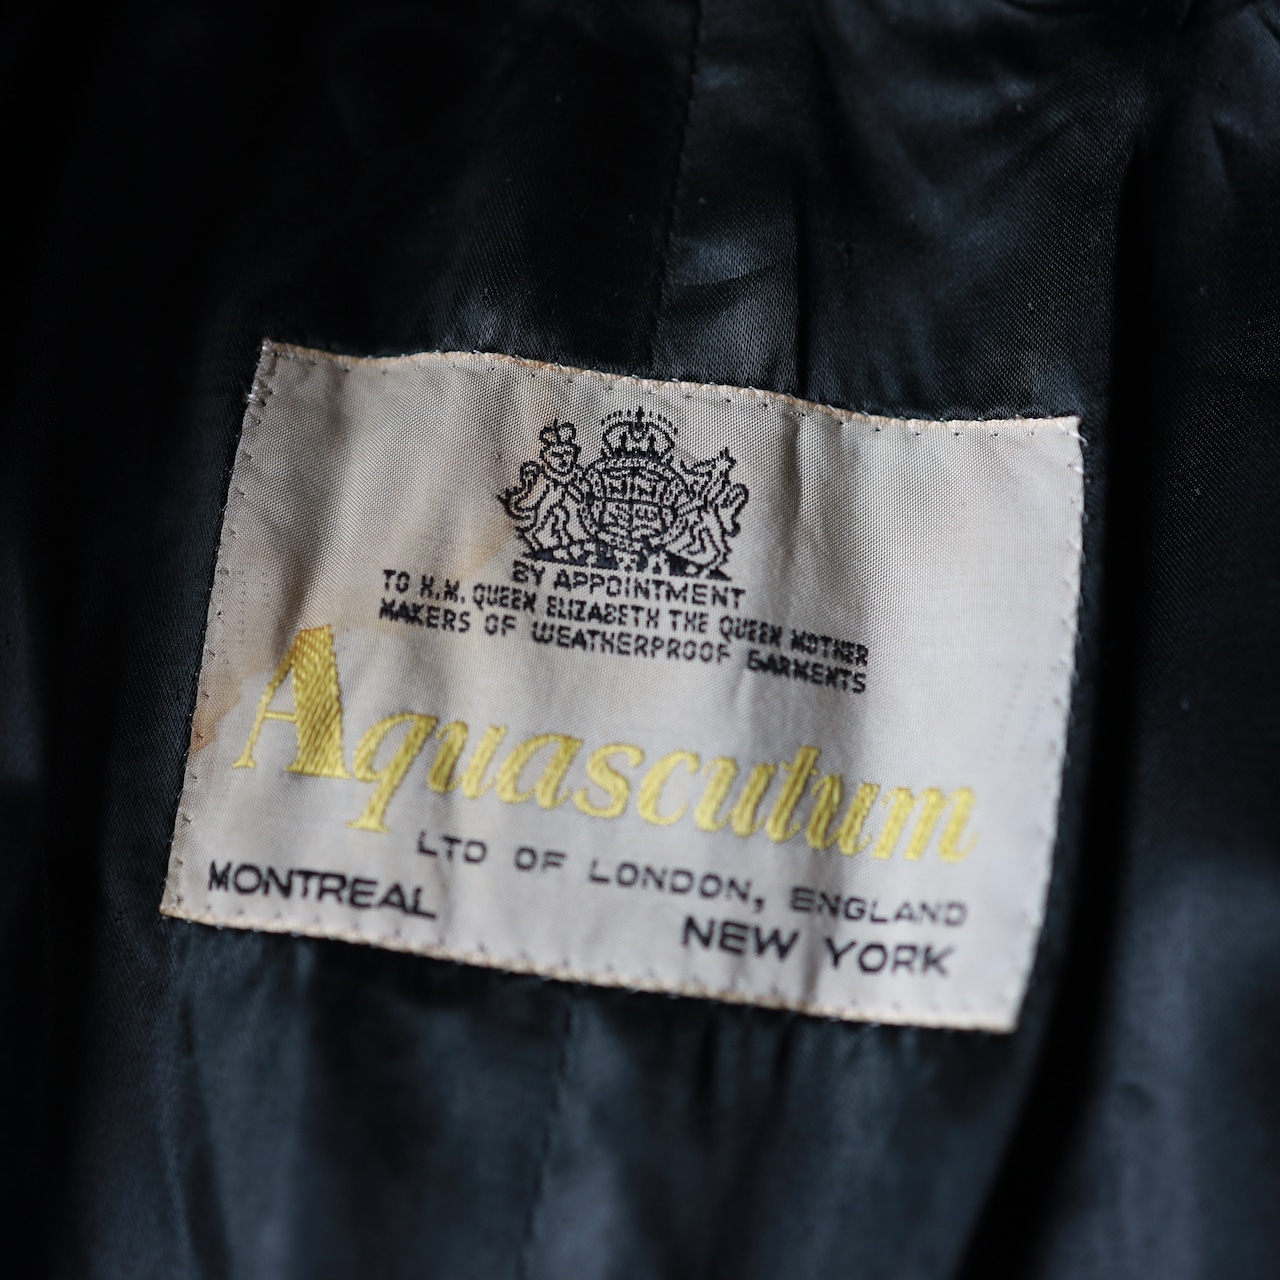 BY APPOINTMENT
TO H.M. QUEEN ELIZABETH THE QUEEN MOTHER
MAKERS OF WEATHERPROOF GARMENTS
Aquascutum
LTD OF LONDON, ENGLAND
MONTREAL
NEW YORK